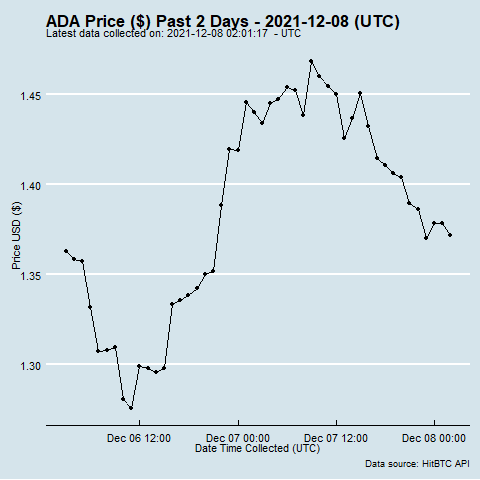 ADA Price ($) Past 2 Days - 2021-12-08 (UTC)
Latest data collected on: 2021-12-08 02:01:17  - UTC
1.45
1.40
1.35
1.30
Price USD ($)
Dec 06 12:00
Dec 07 00:00
Dec 07 12:00
Dec 08 00:00
Date Time Collected (UTC)
Data source: HitBTC API